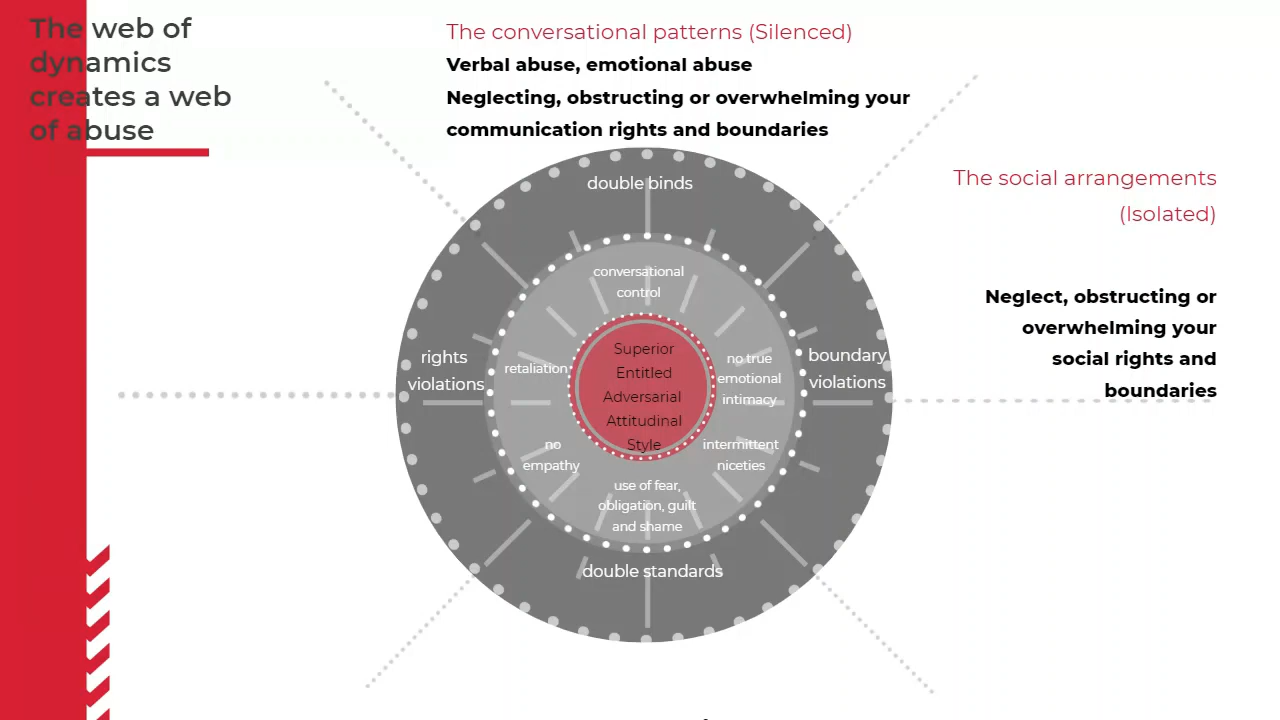 The web of
dynamics
creates a web
of abuse
The conversational patterns (Silenced)
Verbal abuse, emotional abuse
Neglecting, obstructing or overwhelming your
communication rights and boundaries
The social arrangements
(Isolated)
Neglect, obstructing or
overwhelming your
social rights and
boundaries
double binds
conversational
control
rights
violations
retaliation
Superior
Entitled
Adversarial
Attitudinal
Style
no true
emotional
intimacy
boundary
violations
no
empathy
intermittent
niceties
use of fear,
obligation, guilt
and shame
double standards